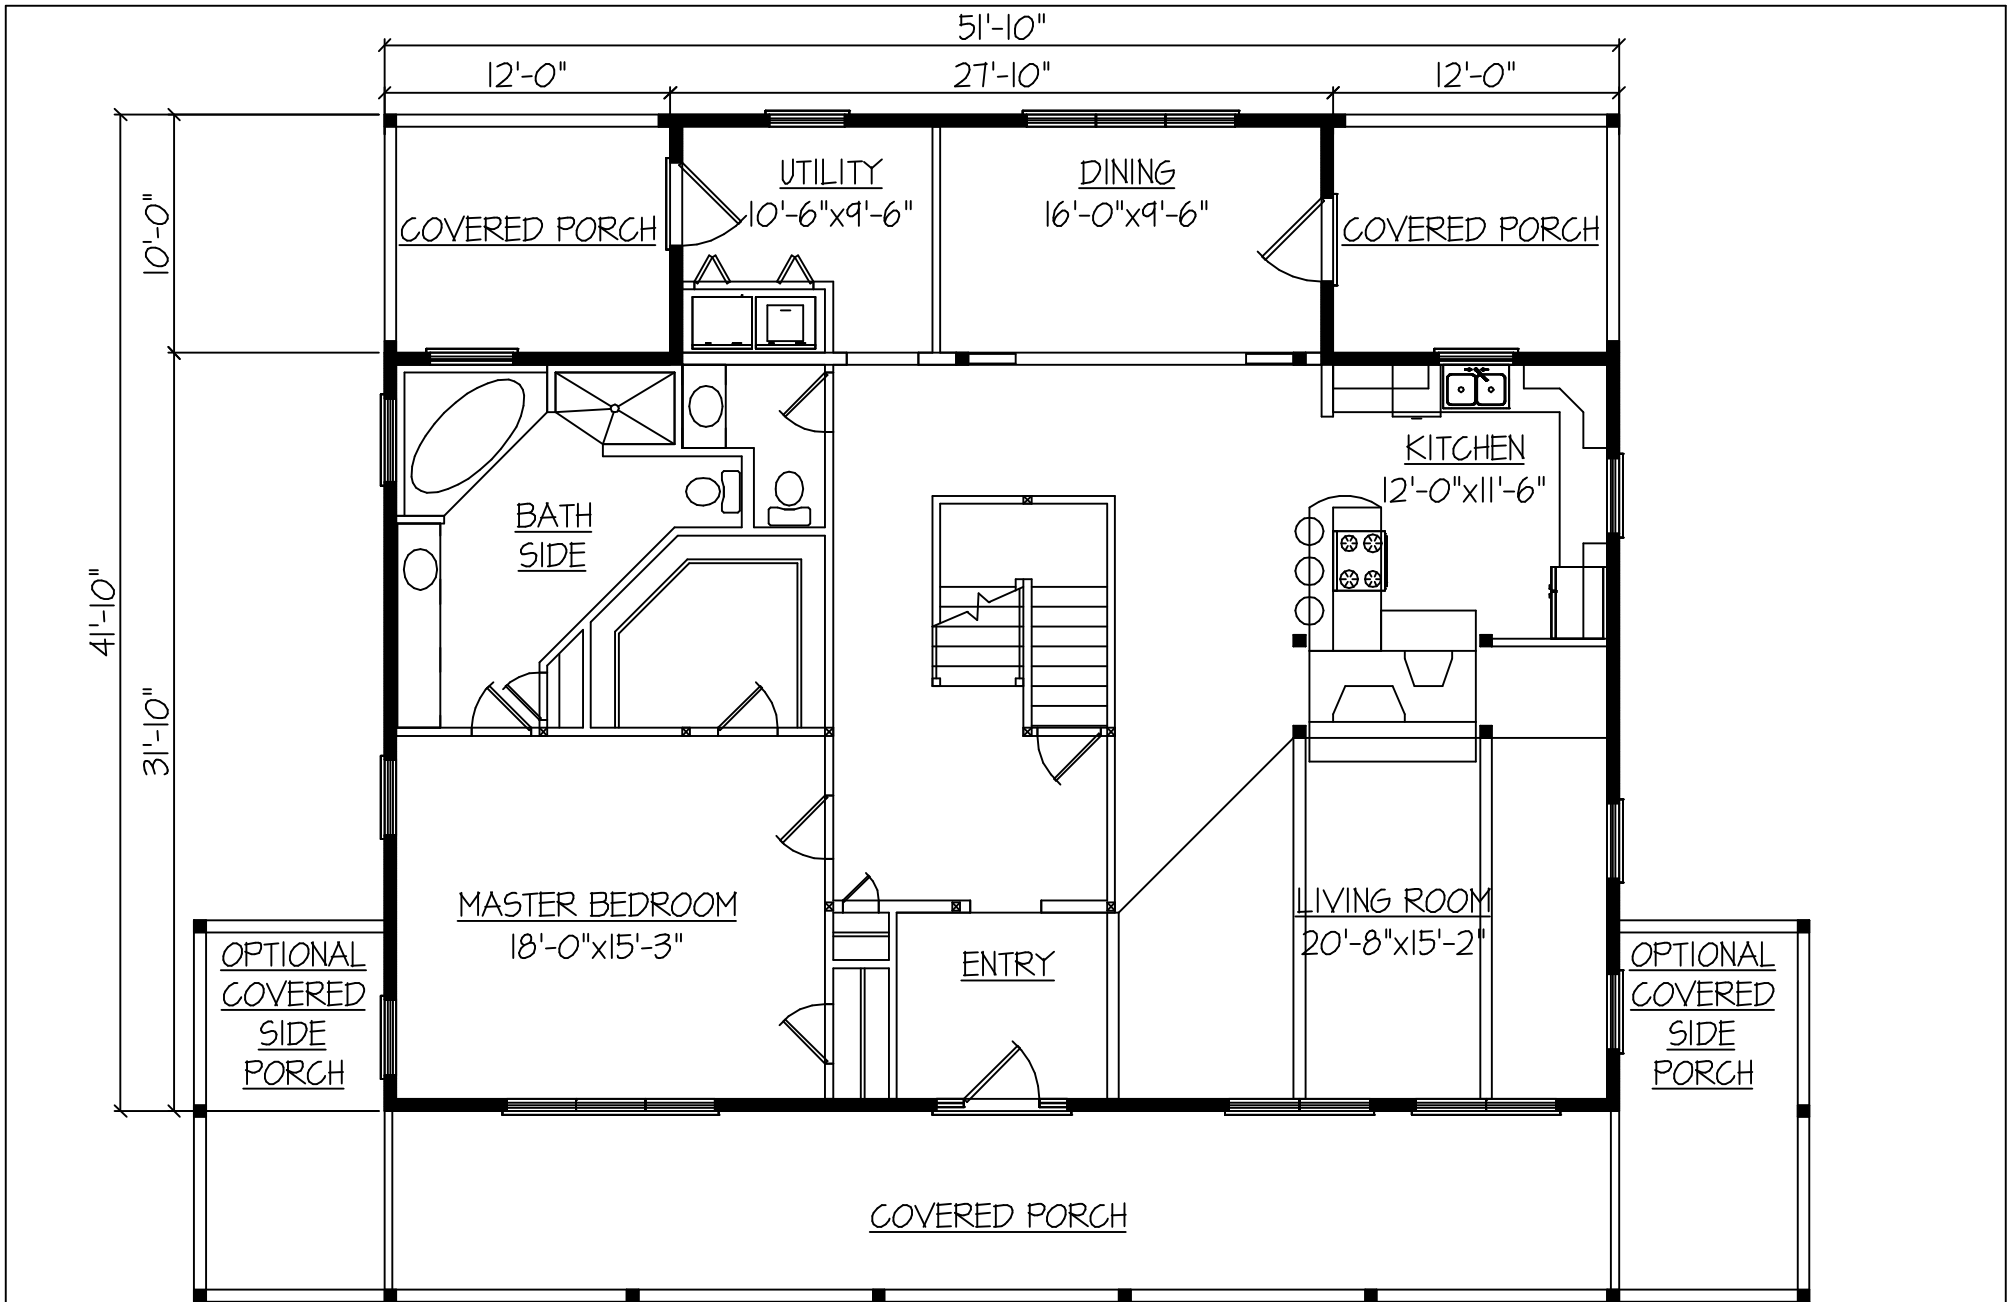 51'-10"
12'-0"
27'-10"
12'-0"
UTILITY
10'-6"x9'-6"
DINING
16'-0"x9'-6"
COVERED PORCH
COVERED PORCH
10'-0"
KITCHEN
12'-0"x11'-6"
BATH
SIDE
41'-10"
31'-10"
MASTER BEDROOM
18'-0"x15'-3"
LIVING ROOM
20'-8"x15'-2"
ENTRY
OPTIONAL
COVERED
SIDE
PORCH
OPTIONAL
COVERED
SIDE
PORCH
COVERED PORCH